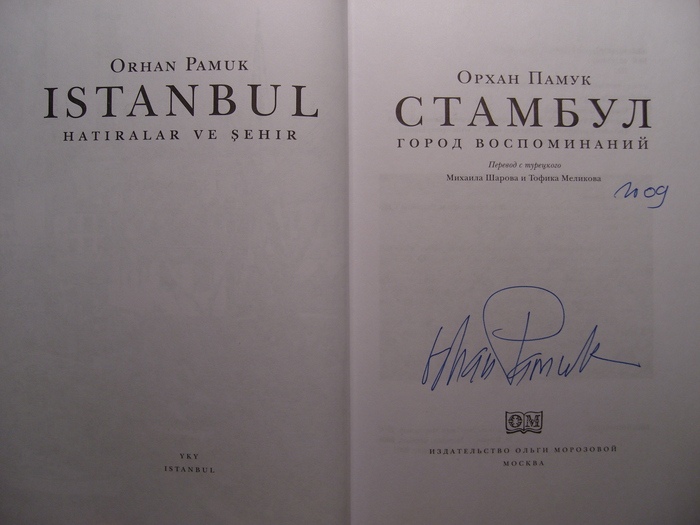 ORHAN PAMUK
ISTANBUL
HATIRALAR VE ŞEHIR
YKY
ISTANBUL
ОРХАН ПАМУК
СТАМБУЛ
ГОРОД ВОСПОМИНАНИЙ
Перевод с турецкого
Михаила Шарова и Тофика Меликова
2009
Orhan Pamuk
ОМ
ИЗДАТЕЛЬСТВО ОЛЬГИ МОРОЗОВОЙ
МОСКВА